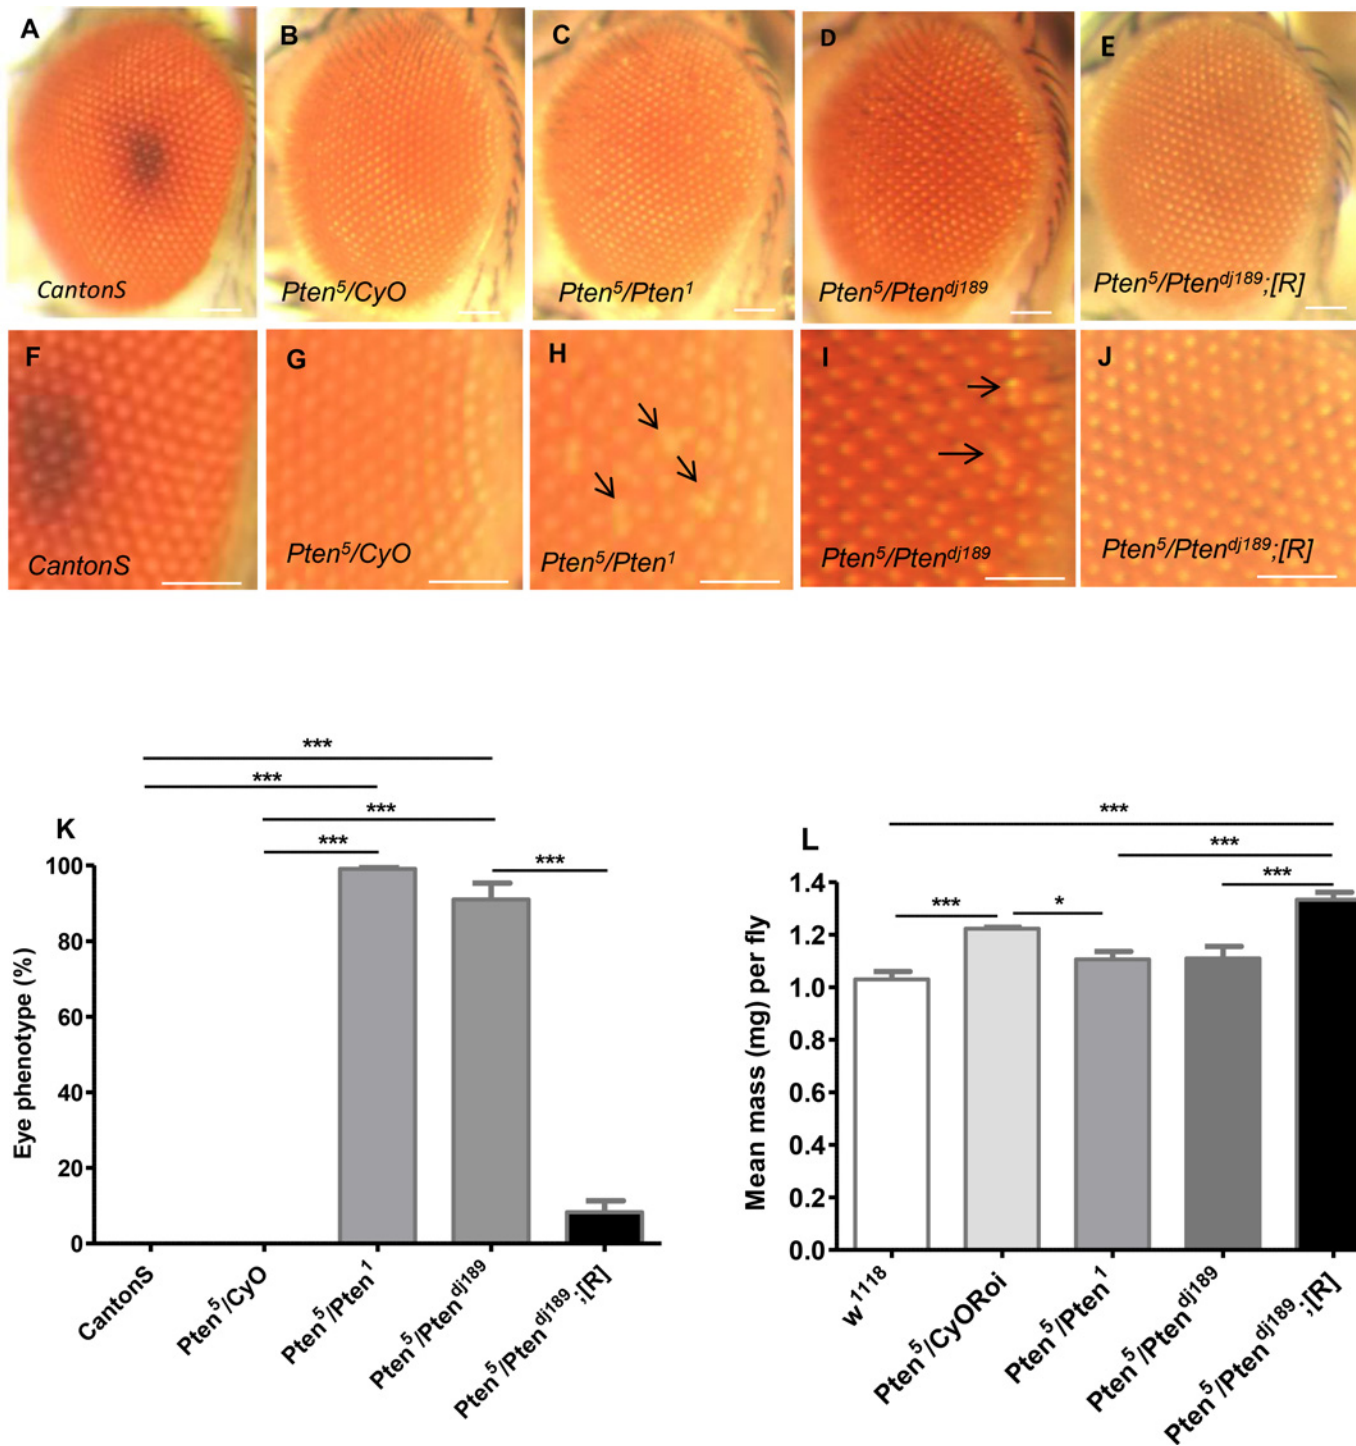 A
B
C
D
E
CantonS
Pten⁵/CyO
Pten⁵/Pten¹
Pten⁵/Ptenᵈʲ¹⁸⁹
Pten⁵/Ptenᵈʲ¹⁸⁹;[R]
F
G
H
I
J
CantonS
Pten⁵/CyO
Pten⁵/Pten¹
Pten⁵/Ptenᵈʲ¹⁸⁹
Pten⁵/Ptenᵈʲ¹⁸⁹;[R]
K
***
***
***
***
***
Eye phenotype (%)
100
80
60
40
20
0
CantonS
Pten⁵/CyO
Pten⁵/Pten¹
Pten⁵/Ptenᵈʲ¹⁸⁹
Pten⁵/Ptenᵈʲ¹⁸⁹;[R]
L
***
***
***
***
*
Mean mass (mg) per fly
1.4
1.2
1.0
0.8
0.6
0.4
0.2
0.0
w¹¹¹⁸
Pten⁵/CyORoi
Pten⁵/Pten¹
Pten⁵/Ptenᵈʲ¹⁸⁹
Pten⁵/Ptenᵈʲ¹⁸⁹;[R]